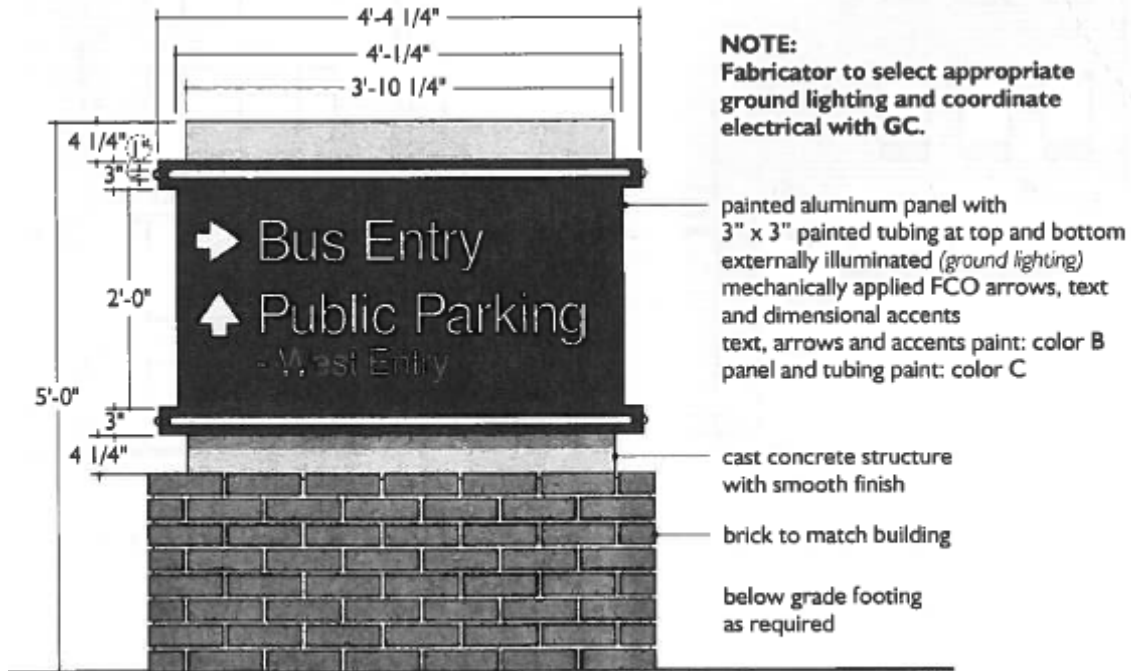 4'-4 1/4"
4'-1/4"
3'-10 1/4"
NOTE:
Fabricator to select appropriate
ground lighting and coordinate
electrical with GC.
4 1/4"
1"
3"
painted aluminum panel with
3" x 3" painted tubing at top and bottom
externally illuminated (ground lighting)
mechanically applied FCO arrows, text
and dimensional accents
text, arrows and accents paint: color B
panel and tubing paint: color C
Bus Entry
2'-0"
Public Parking
- West Entry
5'-0"
3"
4 1/4"
cast concrete structure
with smooth finish
brick to match building
below grade footing
as required